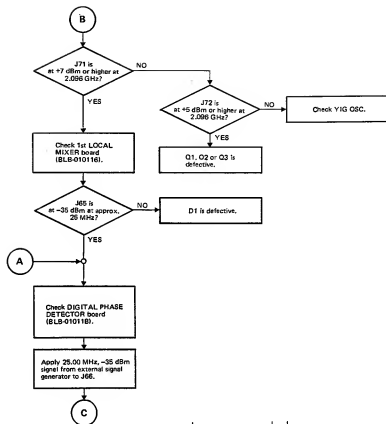 B
J71 is
at +7 dBm or higher at
2.096 GHz?
NO
YES
J72 is
at +5 dBm or higher at
2.096 GHz?
NO
Check YIG OSC.
YES
Q1, Q2 or Q3 is
defective.
Check 1st LOCAL
MIXER board
(BLB-010116).
J65 is
at −35 dBm at approx.
25 MHz?
NO
D1 is defective.
YES
A
Check DIGITAL PHASE
DETECTOR board
(BLB-010118).
Apply 25.00 MHz, −35 dBm
signal from external signal
generator to J66.
C